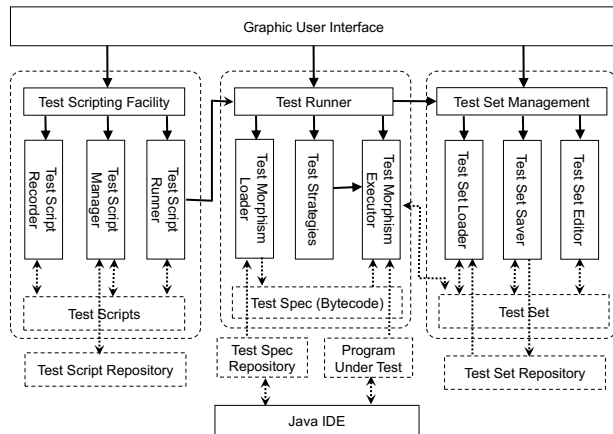 Graphic User Interface
Test Scripting Facility
Test Runner
Test Set Management
Test Script
Recorder
Test Script
Manager
Test Script
Runner
Test Morphism
Loader
Test Strategies
Test Morphism
Executor
Test Set Loader
Test Set Saver
Test Set Editor
Test Spec (Bytecode)
Test Scripts
Test Set
Test Script Repository
Test Spec
Repository
Program
Under Test
Test Set Repository
Java IDE